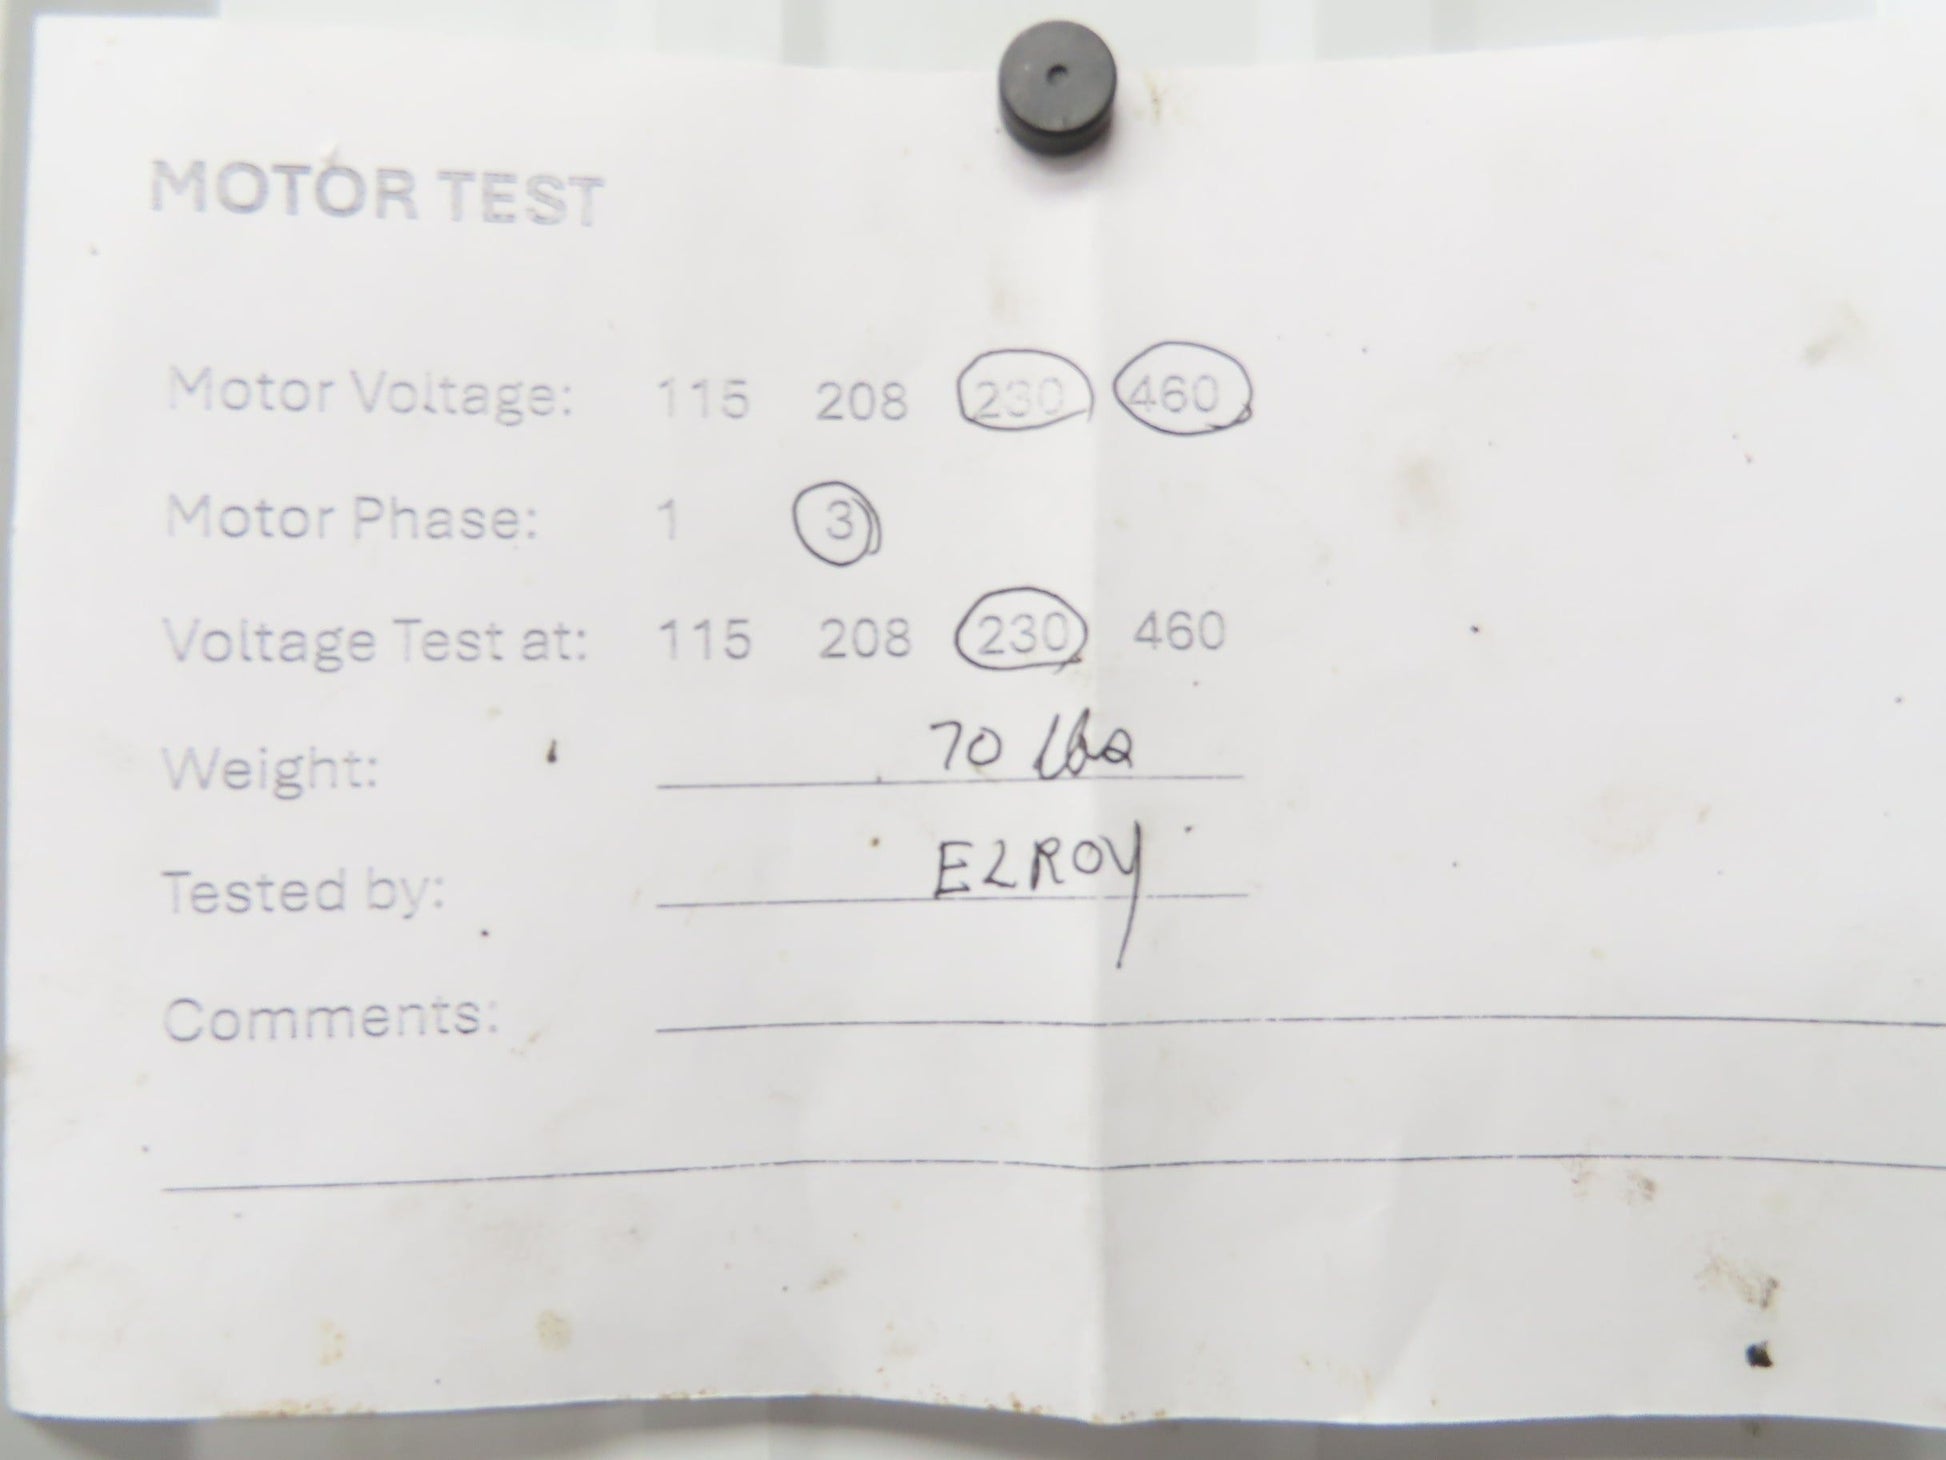 MOTOR TEST
Motor Voltage: 115 208 230 460
Motor Phase: 1 3
Voltage Test at: 115 208 230 460
Weight: 70 lbs
Tested by: ELROY
Comments: